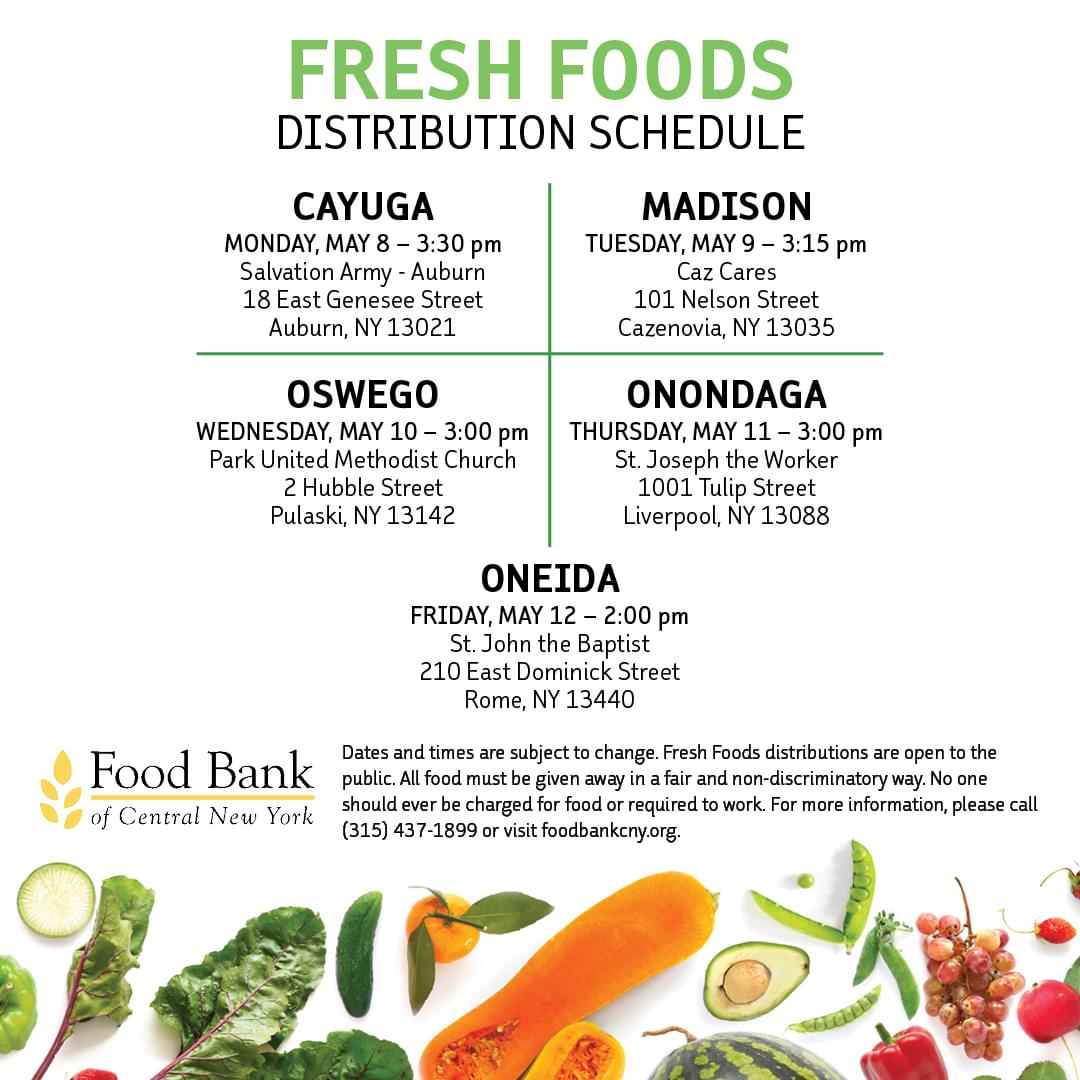 FRESH FOODS
DISTRIBUTION SCHEDULE
CAYUGA
MONDAY, MAY 8 – 3:30 pm
Salvation Army - Auburn
18 East Genesee Street
Auburn, NY 13021
MADISON
TUESDAY, MAY 9 – 3:15 pm
Caz Cares
101 Nelson Street
Cazenovia, NY 13035
OSWEGO
WEDNESDAY, MAY 10 – 3:00 pm
Park United Methodist Church
2 Hubble Street
Pulaski, NY 13142
ONONDAGA
THURSDAY, MAY 11 – 3:00 pm
St. Joseph the Worker
1001 Tulip Street
Liverpool, NY 13088
ONEIDA
FRIDAY, MAY 12 – 2:00 pm
St. John the Baptist
210 East Dominick Street
Rome, NY 13440
Food Bank
of Central New York
Dates and times are subject to change. Fresh Foods distributions are open to the
public. All food must be given away in a fair and non-discriminatory way. No one
should ever be charged for food or required to work. For more information, please call
(315) 437-1899 or visit foodbankcny.org.